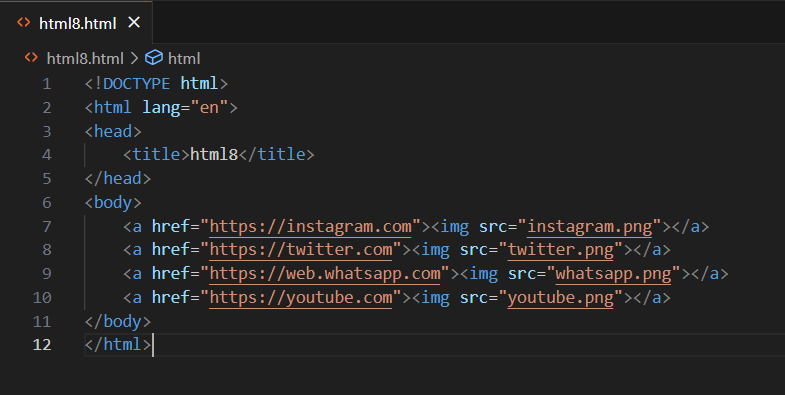 html8.html
html8.html > html
1 <!DOCTYPE html>
2 <html lang="en">
3 <head>
4     <title>html8</title>
5 </head>
6 <body>
7     <a href="https://instagram.com"><img src="instagram.png"></a>
8     <a href="https://twitter.com"><img src="twitter.png"></a>
9     <a href="https://web.whatsapp.com"><img src="whatsapp.png"></a>
10     <a href="https://youtube.com"><img src="youtube.png"></a>
11 </body>
12 </html>